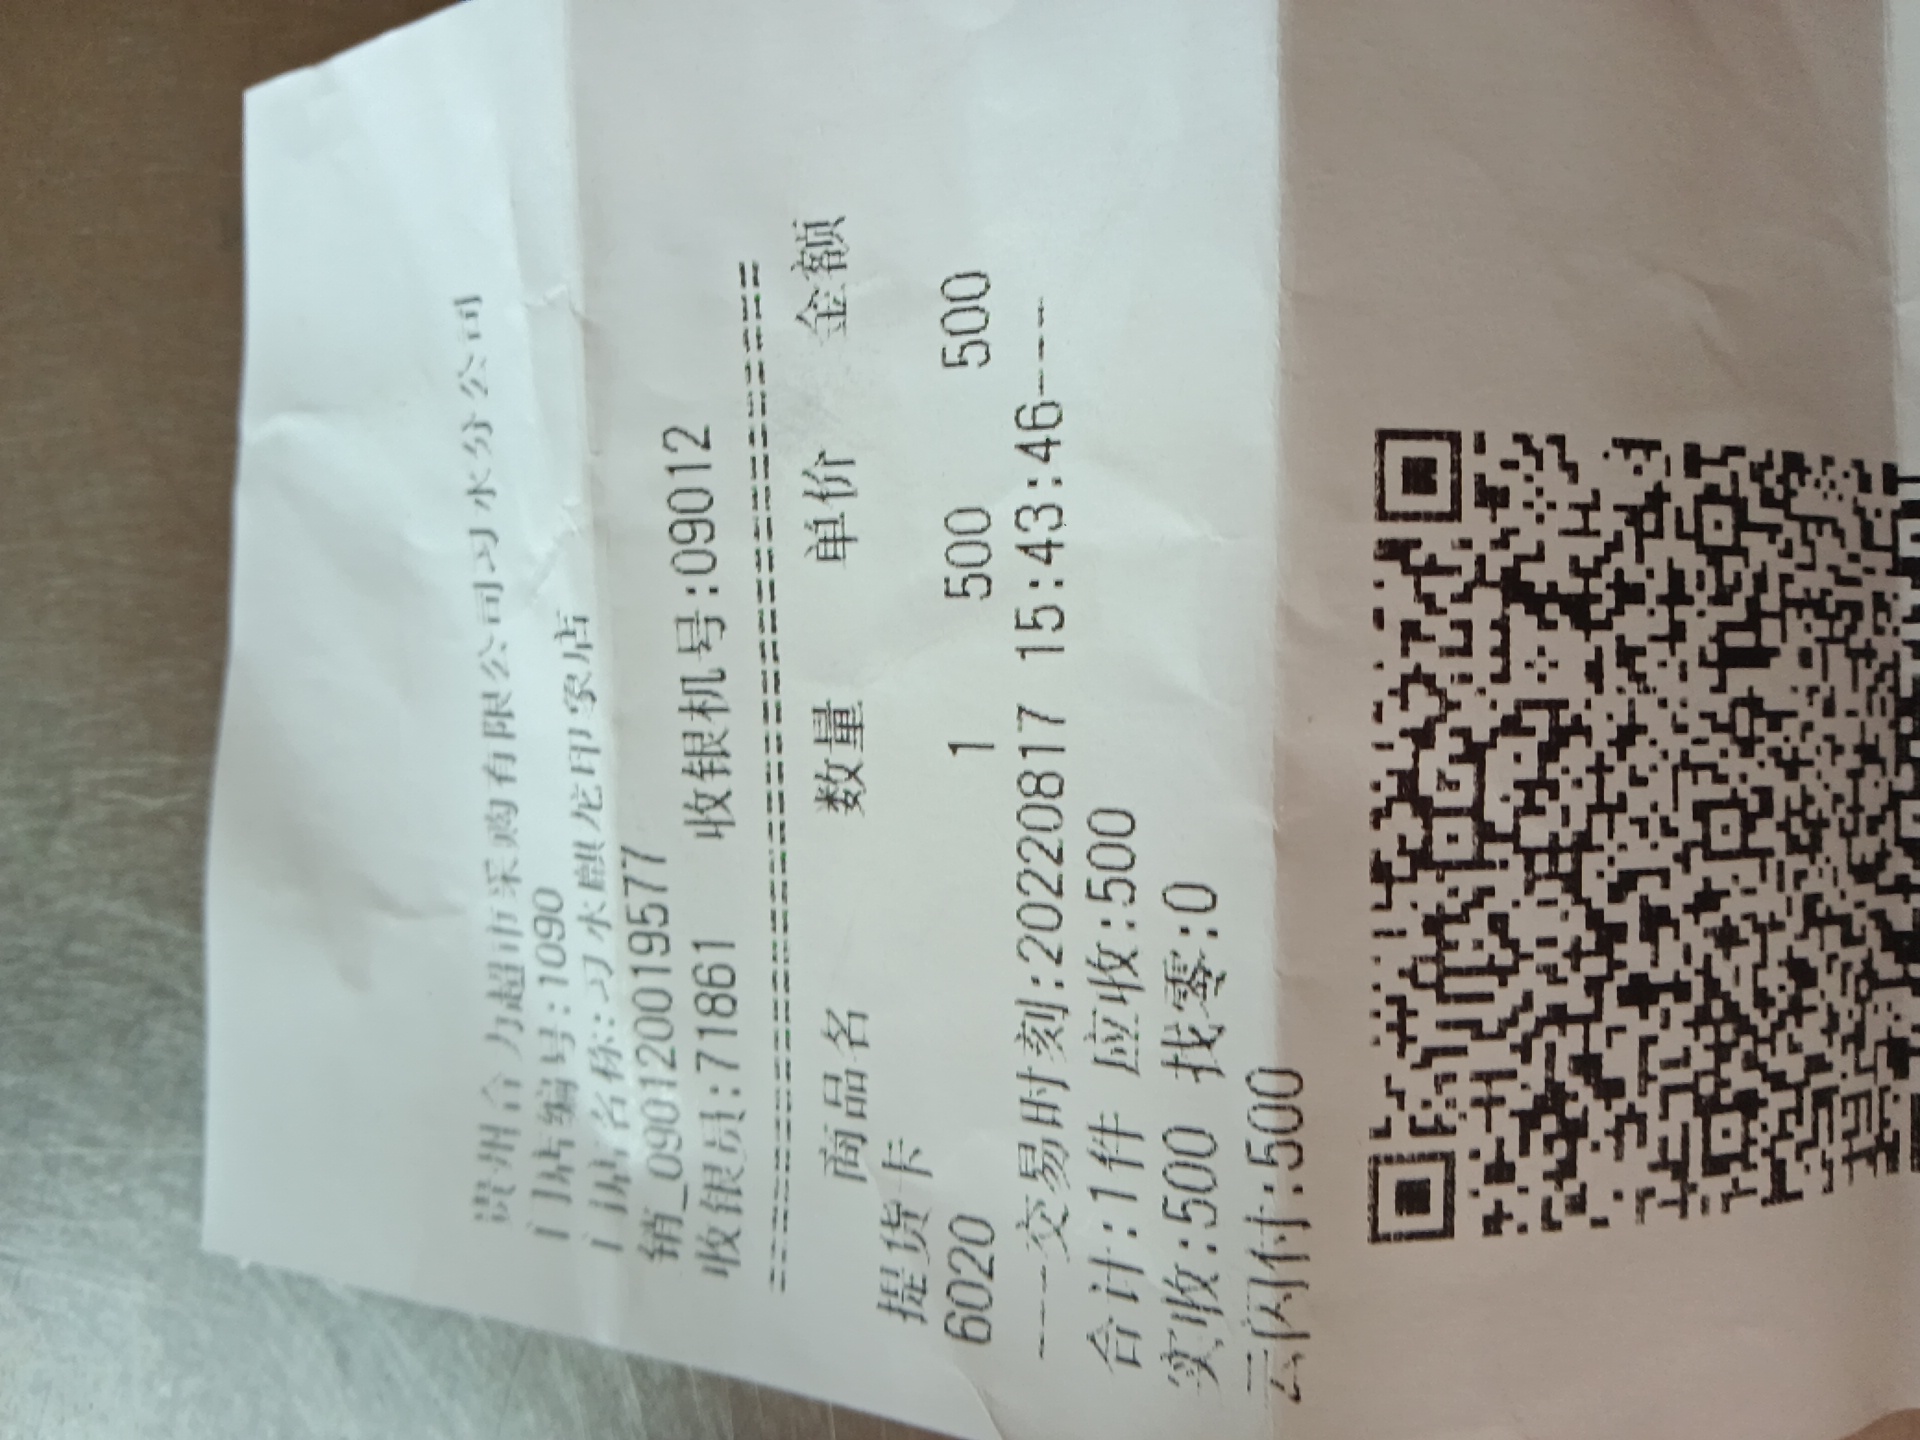 贵州合力超市采购有限公司习水分公司
门店编号:1090
门店名称:习水麒龙印象店
销_090120019577
收银员:71861 收银机号:09012
==========================================
商品名 数量 单价 金额
提货卡
6020 1 500 500
----交易时刻:20220817 15:43:46----
合计:1件 应收:500
实收:500 找零:0
云闪付:500